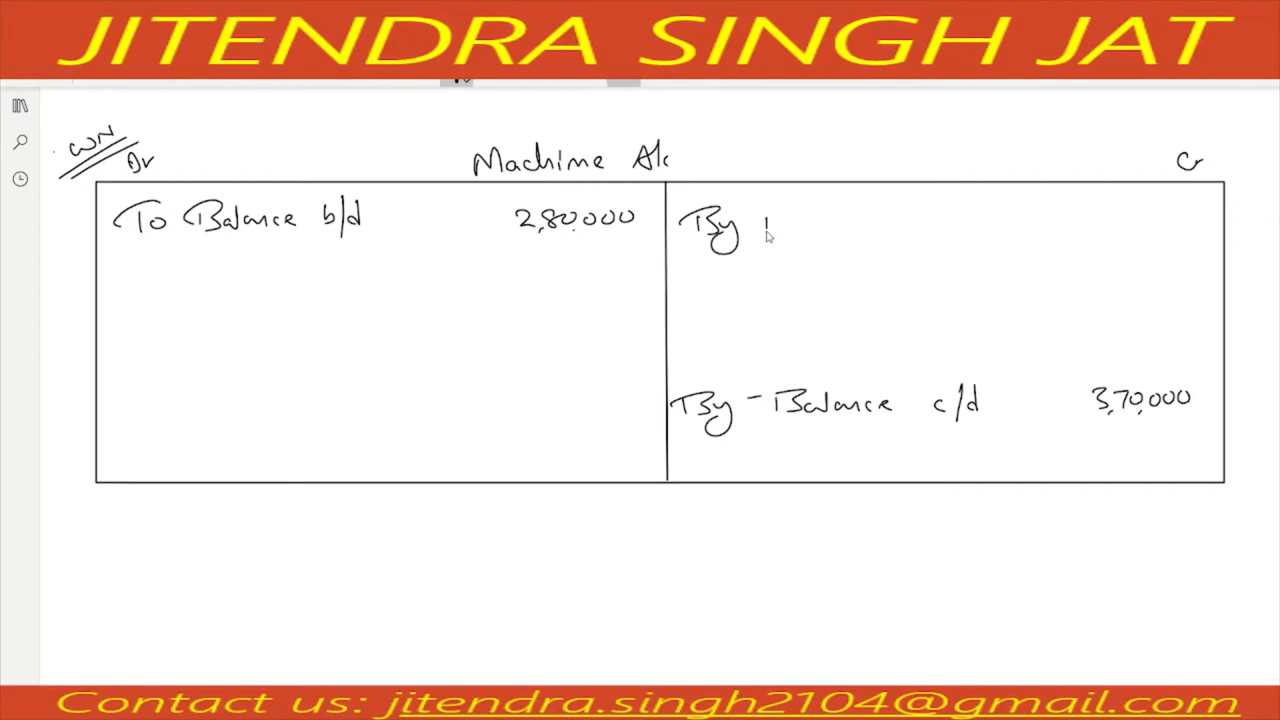 JITENDRA SINGH JAT
WN
Dr Machine A/c Cr
To Balance b/d 2,80,000 By
By - Balance c/d 3,70,000
Contact us: jitendra.singh2104@gmail.com